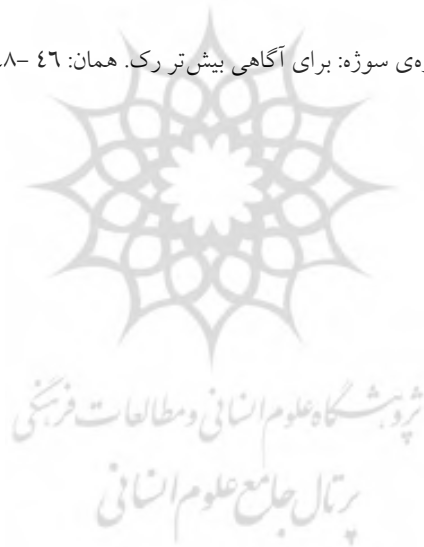 ه‌ی سوژه: برای آگاهی بیش‌تر رک. همان: ٤٦ –٨
پژوهشگاه علوم انسانی و مطالعات فرهنگی
پرتال جامع علوم انسانی